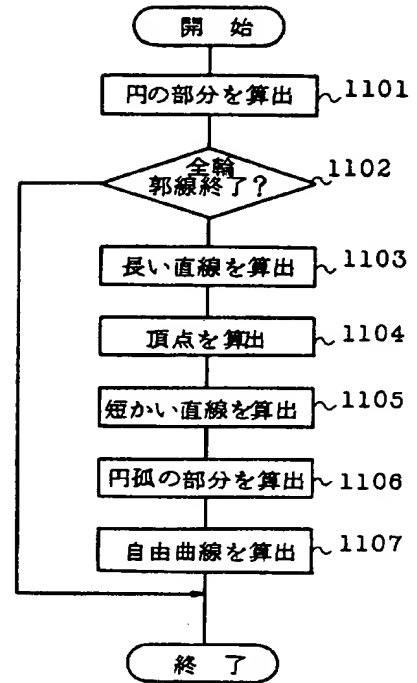 開 始
円の部分を算出 1101
全輪
郭線終了? 1102
長い直線を算出 1103
頂点を算出 1104
短かい直線を算出 1105
円孤の部分を算出 1106
自由曲線を算出 1107
終 了